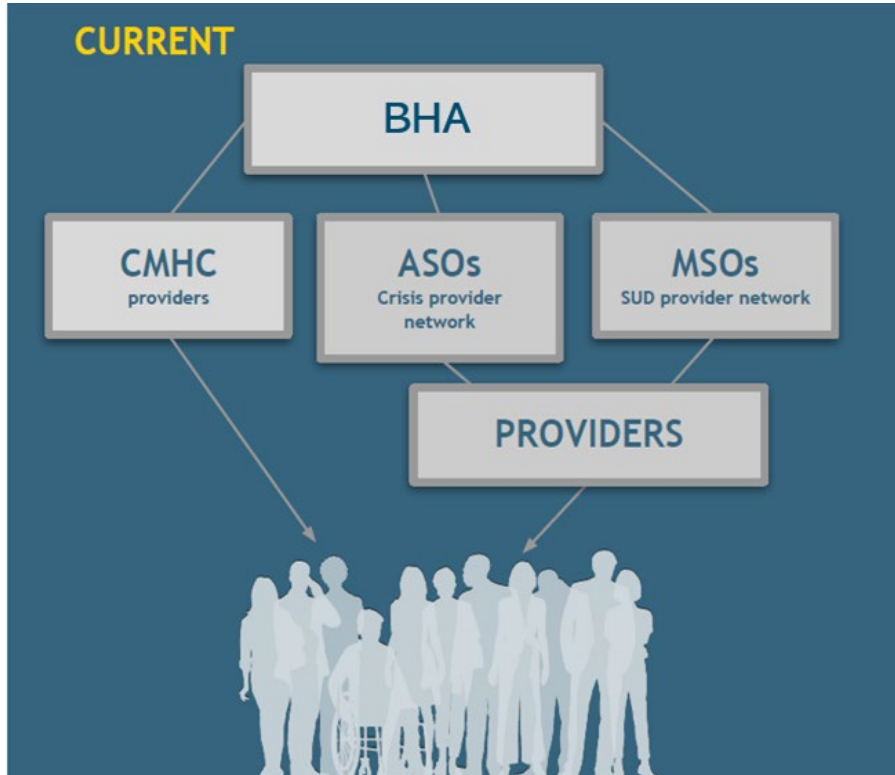 CURRENT
BHA
CMHC
providers
ASOs
Crisis provider
network
MSOs
SUD provider network
PROVIDERS